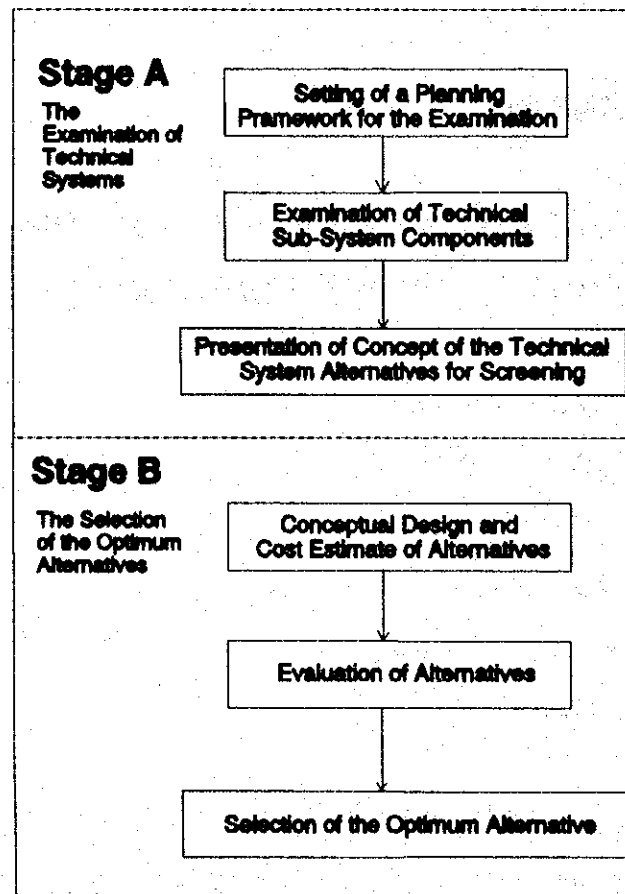 Stage A
The
Examination of
Technical
Systems
Setting of a Planning
Framework for the Examination
Examination of Technical
Sub-System Components
Presentation of Concept of the Technical
System Alternatives for Screening
Stage B
The Selection
of the Optimum
Alternatives
Conceptual Design and
Cost Estimate of Alternatives
Evaluation of Alternatives
Selection of the Optimum Alternative